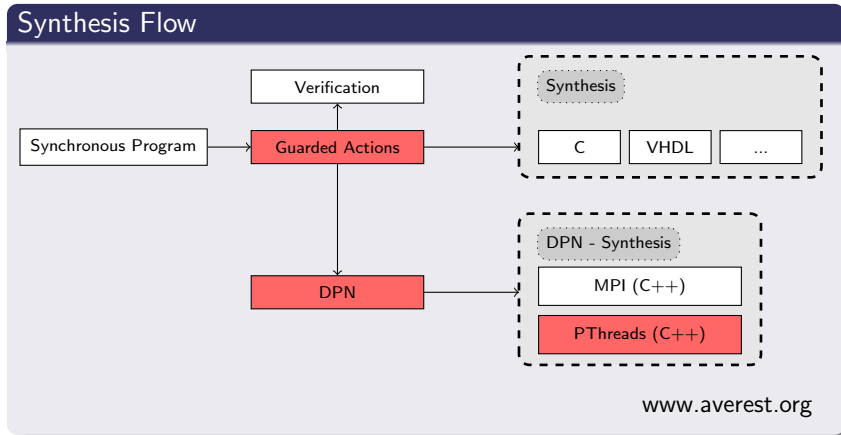 Synthesis Flow
Verification
Synthesis
Synchronous Program
Guarded Actions
C
VHDL
...
DPN - Synthesis
DPN
MPI (C++)
PThreads (C++)
www.averest.org